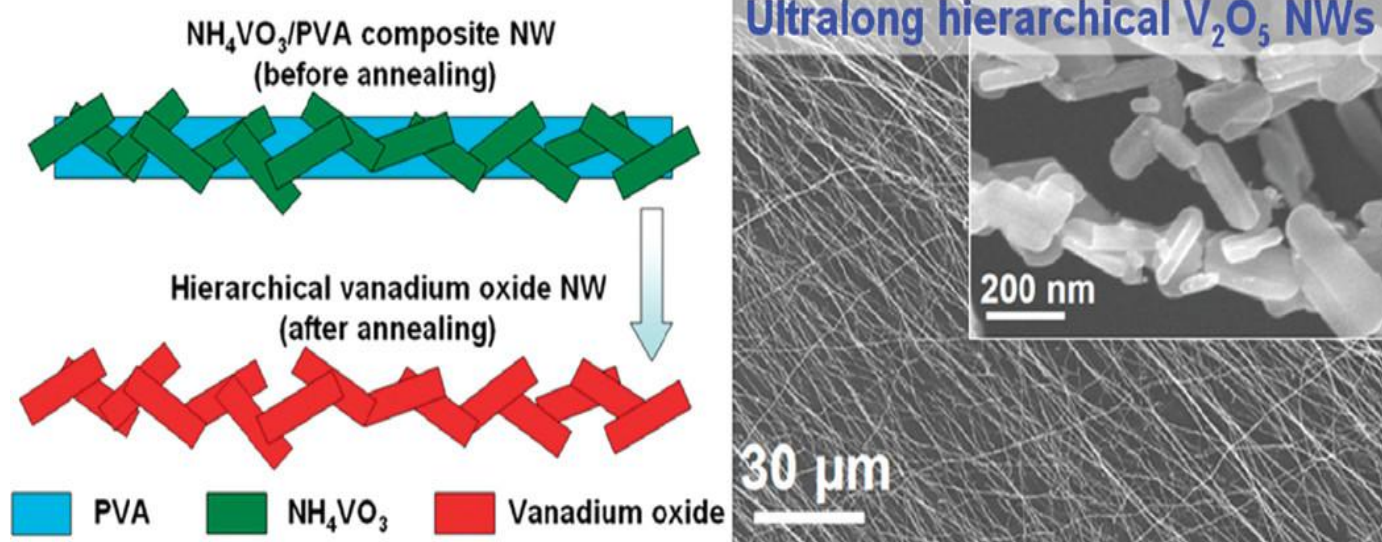 NH₄VO₃/PVA composite NW
(before annealing)
Hierarchical vanadium oxide NW
(after annealing)
PVA
NH₄VO₃
Vanadium oxide
Ultralong hierarchical V₂O₅ NWs
200 nm
30 μm